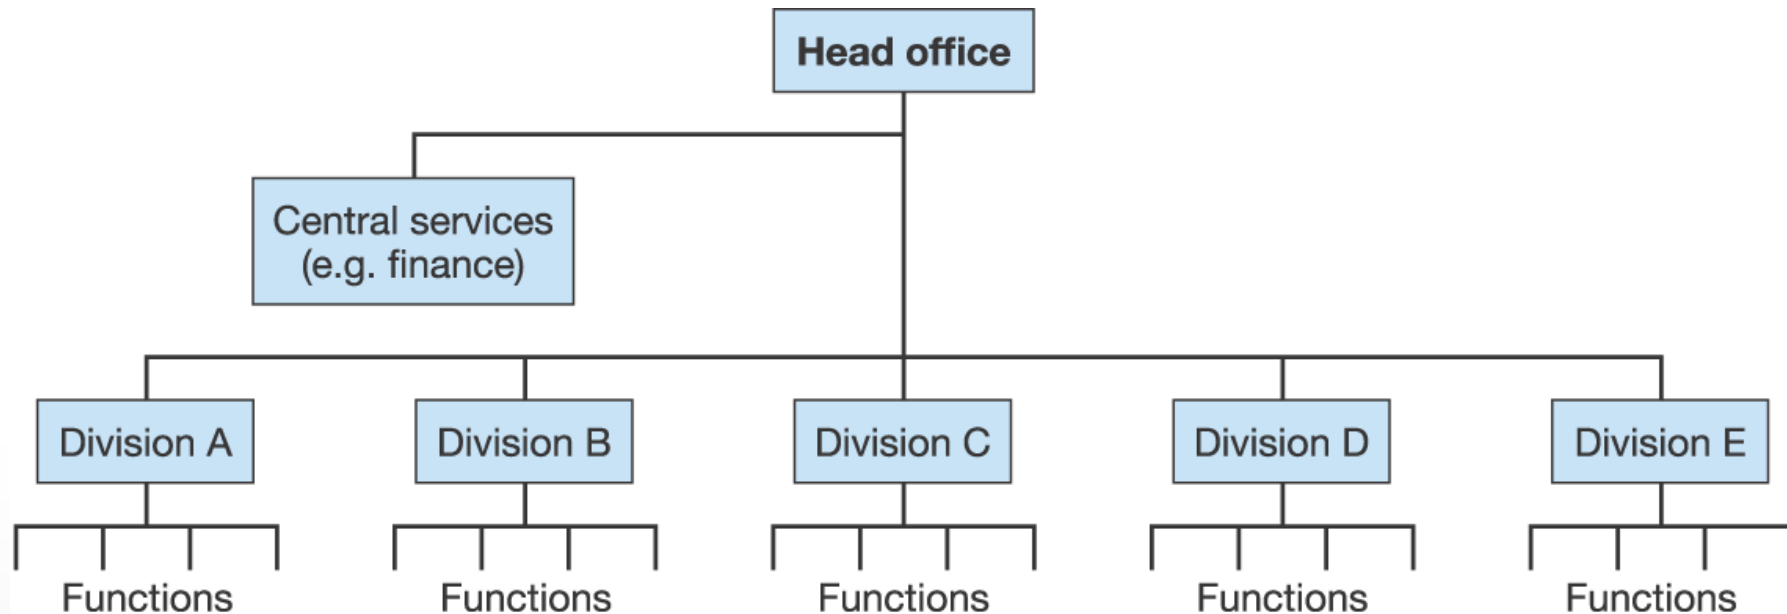 Head office
Central services
(e.g. finance)
Division A
Division B
Division C
Division D
Division E
Functions
Functions
Functions
Functions
Functions